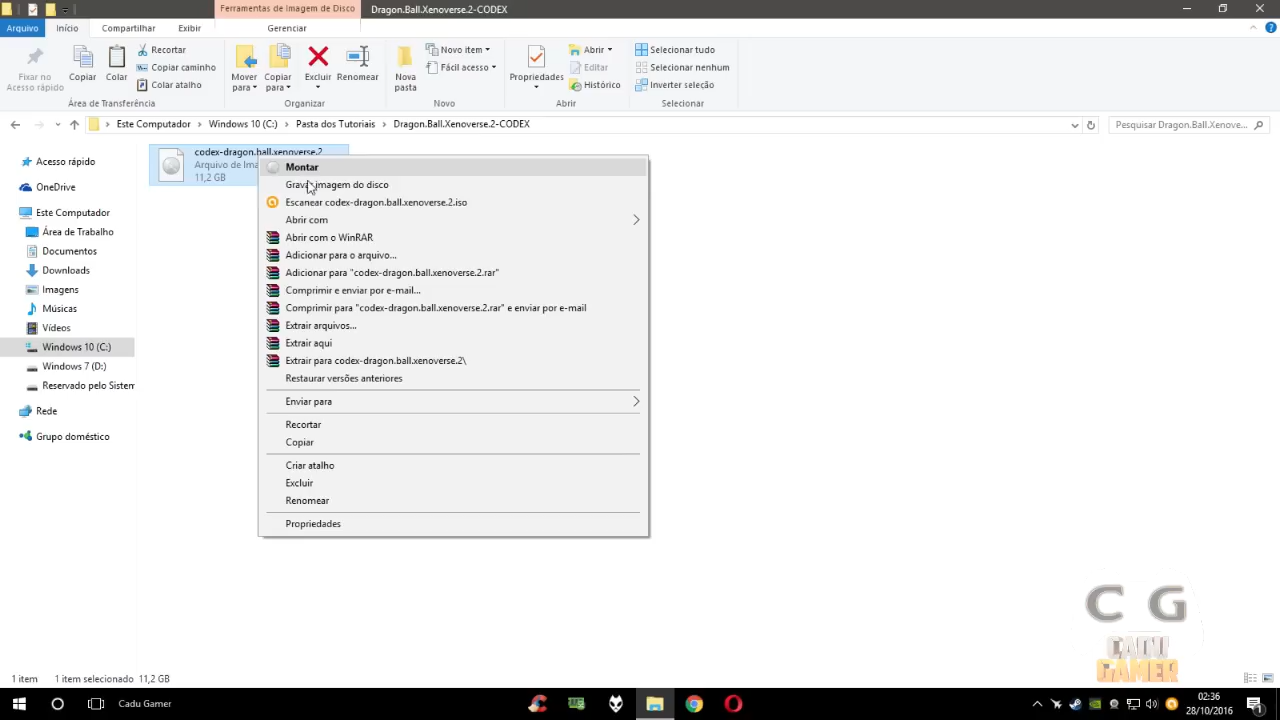 Ferramentas de Imagem de Disco
Dragon.Ball.Xenoverse.2-CODEX
Arquivo
Início
Compartilhar
Exibir
Gerenciar
Fixar no
Acesso rápido
Copiar
Colar
Recortar
Copiar caminho
Colar atalho
Área de Transferência
Mover
para
Copiar
para
Excluir
Renomear
Organizar
Nova
pasta
Novo item
Fácil acesso
Novo
Propriedades
Abrir
Editar
Histórico
Abrir
Selecionar tudo
Selecionar nenhum
Inverter seleção
Selecionar
Este Computador
Windows 10 (C:)
Pasta dos Tutoriais
Dragon.Ball.Xenoverse.2-CODEX
Pesquisar Dragon.Ball.Xenove...
Acesso rápido
OneDrive
Este Computador
Área de Trabalho
Documentos
Downloads
Imagens
Músicas
Vídeos
Windows 10 (C:)
Windows 7 (D:)
Reservado pelo Sistem
Rede
Grupo doméstico
codex-dragon.ball.xenoverse.2
Arquivo de Ima
11,2 GB
Montar
Gravar imagem do disco
Escanear codex-dragon.ball.xenoverse.2.iso
Abrir com
Abrir com o WinRAR
Adicionar para o arquivo...
Adicionar para "codex-dragon.ball.xenoverse.2.rar"
Comprimir e enviar por e-mail...
Comprimir para "codex-dragon.ball.xenoverse.2.rar" e enviar por e-mail
Extrair arquivos...
Extrair aqui
Extrair para codex-dragon.ball.xenoverse.2\
Restaurar versões anteriores
Enviar para
Recortar
Copiar
Criar atalho
Excluir
Renomear
Propriedades
C G
CADU
GAMER
1 item
1 item selecionado 11,2 GB
Cadu Gamer
02:36
28/10/2016